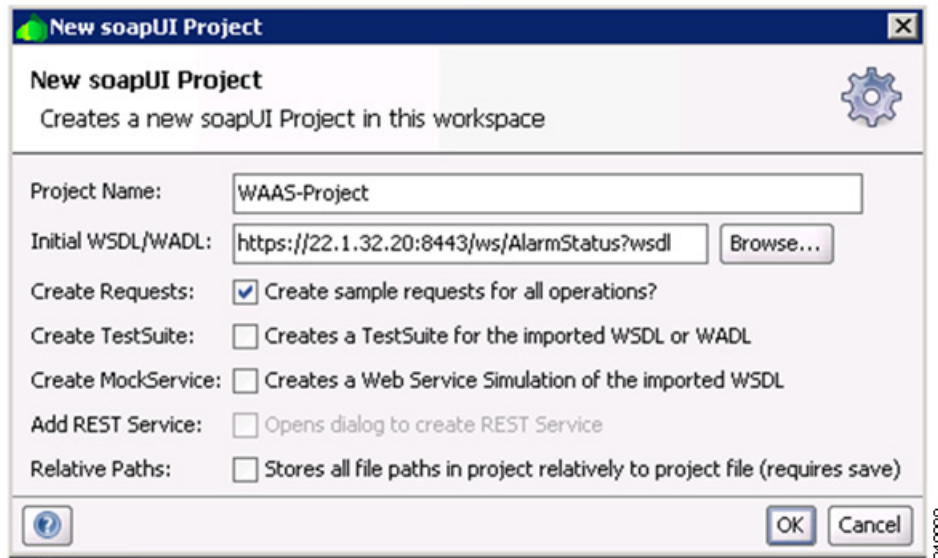 New soapUI Project
New soapUI Project
Creates a new soapUI Project in this workspace
Project Name: WAAS-Project
Initial WSDL/WADL: https://22.1.32.20:8443/ws/AlarmStatus?wsdl Browse...
Create Requests: Create sample requests for all operations?
Create TestSuite: Creates a TestSuite for the imported WSDL or WADL
Create MockService: Creates a Web Service Simulation of the imported WSDL
Add REST Service: Opens dialog to create REST Service
Relative Paths: Stores all file paths in project relatively to project file (requires save)
OK Cancel